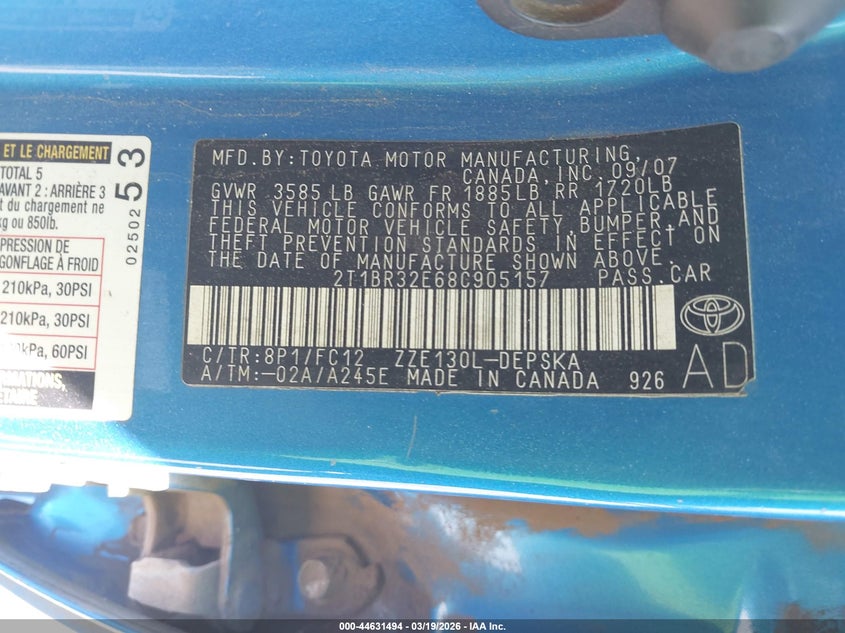 ET LE CHARGEMENT
TOTAL 5
AVANT 2 : ARRIÈRE 3
du chargement ne
kg ou 850lb.
PRESSION DE
GONFLAGE À FROID
210kPa, 30PSI
210kPa, 30PSI
kPa, 60PSI
02502
53
MFD.BY:TOYOTA MOTOR MANUFACTURING,
CANADA, INC. 09/07
GVWR 3585 LB GAWR FR 1885LB, RR 1720LB
THIS VEHICLE CONFORMS TO ALL APPLICABLE
FEDERAL MOTOR VEHICLE SAFETY, BUMPER, AND
THEFT PREVENTION STANDARDS IN EFFECT ON
THE DATE OF MANUFACTURE SHOWN ABOVE.
2T1BR32E68C905157 PASS.CAR
C/TR:8P1/FC12 ZZE130L-DEPSKA
A/TM:-02A/A245E MADE IN CANADA 926
AD
000-44631494 - 03/19/2026 - IAA Inc.